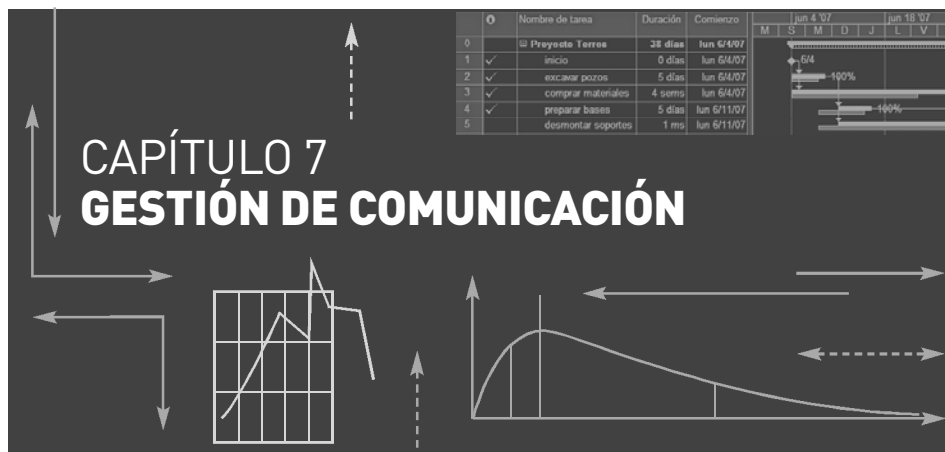 Nombre de tarea Duración Comienzo jun 4 '07 jun 18 '07
M S M D J L V
0 Proyecto Torres 38 días lun 6/4/07
1 inicio 0 días lun 6/4/07 6/4
2 excavar pozos 5 días lun 6/4/07 100%
3 comprar materiales 4 sems lun 6/4/07
4 preparar bases 5 días lun 6/11/07 100%
5 desmontar soportes 1 ms lun 6/11/07
CAPÍTULO 7
GESTIÓN DE COMUNICACIÓN